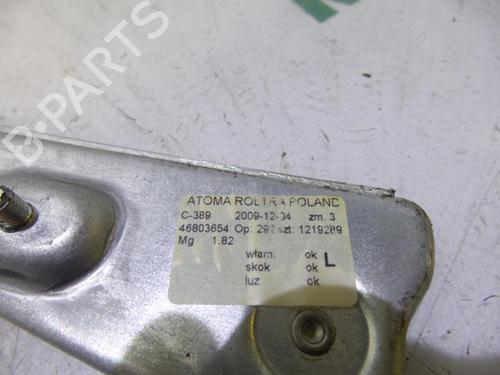 B-PARTS
ATOMA ROLTRA POLAND
C-389 2009-12-04 zm. 3
46803654 Op: 292 szt: 1219289
Mg 1.82
włam. ok L
skok ok
luz ok